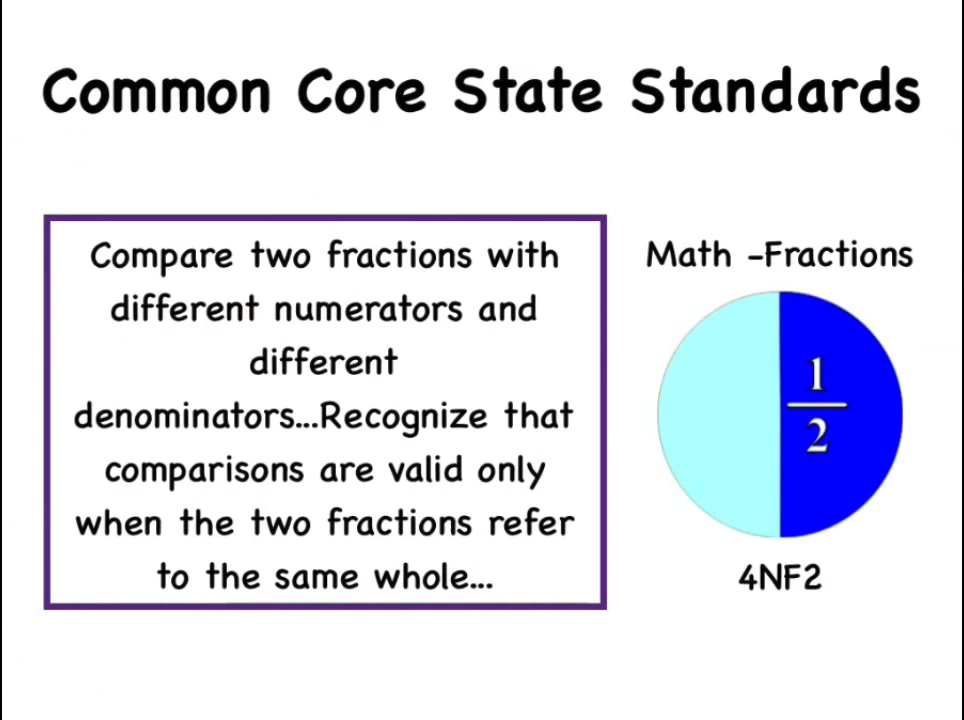 Common Core State Standards
Compare two fractions with
different numerators and
different
denominators...Recognize that
comparisons are valid only
when the two fractions refer
to the same whole...
Math -Fractions
1
2
4NF2